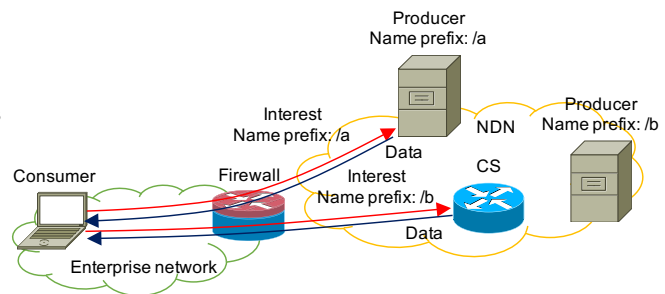 Producer
Name prefix: /a
Interest
Name prefix: /a
NDN
Producer
Name prefix: /b
Data
Consumer
Firewall
Interest
Name prefix: /b
CS
Data
Enterprise network